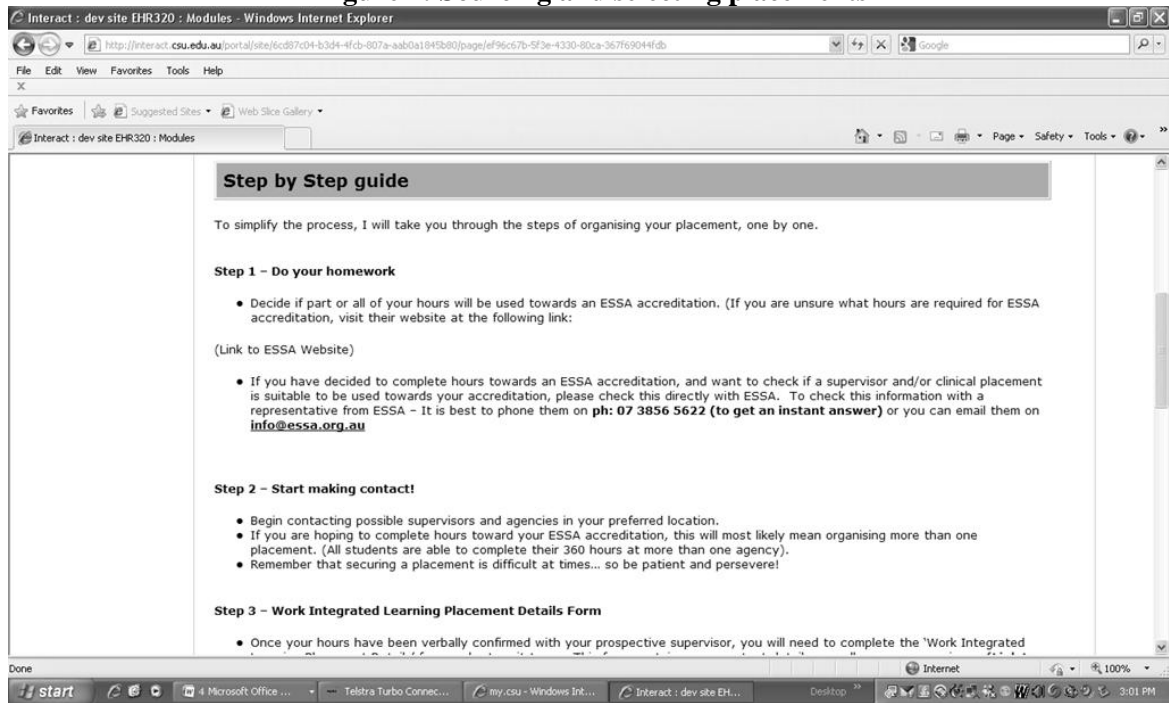 Interact : dev site EHR320 : Modules - Windows Internet Explorer
http://interact.csu.edu.au/portal/site/6cd87c04-b3d4-4fcb-807a-aab0a1845b80/page/ef96c67b-5f3e-4330-80ca-367f69044fdb
Google
File Edit View Favorites Tools Help
X
Favorites Suggested Sites Web Slice Gallery
Interact : dev site EHR320 : Modules
Page Safety Tools
Step by Step guide
To simplify the process, I will take you through the steps of organising your placement, one by one.
Step 1 – Do your homework
• Decide if part or all of your hours will be used towards an ESSA accreditation. (If you are unsure what hours are required for ESSA
accreditation, visit their website at the following link:
(Link to ESSA Website)
• If you have decided to complete hours towards an ESSA accreditation, and want to check if a supervisor and/or clinical placement
is suitable to be used towards your accreditation, please check this directly with ESSA. To check this information with a
representative from ESSA – It is best to phone them on ph: 07 3856 5622 (to get an instant answer) or you can email them on
info@essa.org.au
Step 2 – Start making contact!
• Begin contacting possible supervisors and agencies in your preferred location.
• If you are hoping to complete hours toward your ESSA accreditation, this will most likely mean organising more than one
placement. (All students are able to complete their 360 hours at more than one agency).
• Remember that securing a placement is difficult at times... so be patient and persevere!
Step 3 – Work Integrated Learning Placement Details Form
• Once your hours have been verbally confirmed with your prospective supervisor, you will need to complete the 'Work Integrated
Done Internet 100%
start 4 Microsoft Office ... Telstra Turbo Connec... my.csu - Windows Int... Interact : dev site EH... Desktop 3:01 PM